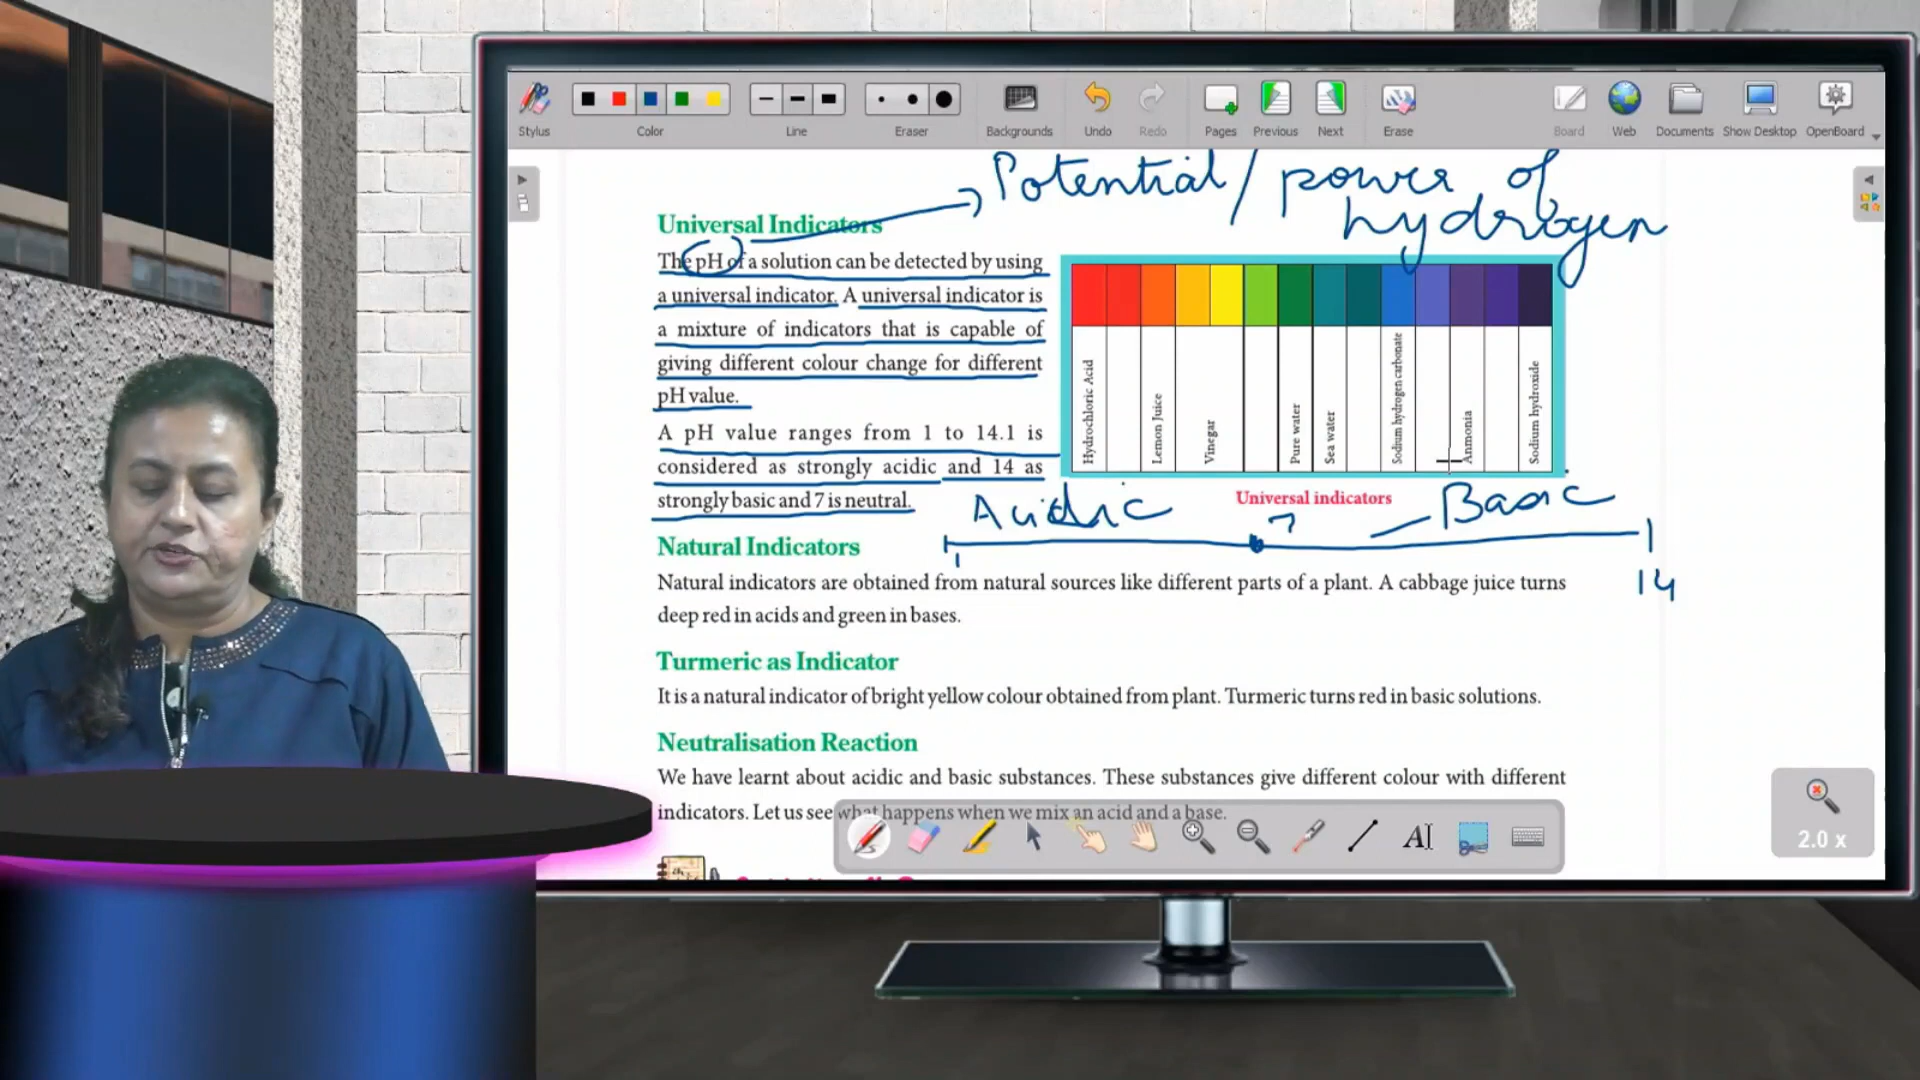 Stylus
Color
Line
Eraser
Backgrounds
Undo
Redo
Pages
Previous
Next
Erase
Board
Web
Documents
Show Desktop
OpenBoard
Potential / power of
hydrogen
Universal Indicators
The pH of a solution can be detected by using
a universal indicator. A universal indicator is
a mixture of indicators that is capable of
giving different colour change for different
pH value.
A pH value ranges from 1 to 14.1 is
considered as strongly acidic and 14 as
strongly basic and 7 is neutral.
Hydrochloric Acid
Lemon Juice
Vinegar
Pure water
Sea water
Sodium hydrogen carbonate
Ammonia
Sodium hydroxide
Universal indicators
Acidic
7
Basic
1
14
Natural Indicators
Natural indicators are obtained from natural sources like different parts of a plant. A cabbage juice turns
deep red in acids and green in bases.
Turmeric as Indicator
It is a natural indicator of bright yellow colour obtained from plant. Turmeric turns red in basic solutions.
Neutralisation Reaction
We have learnt about acidic and basic substances. These substances give different colour with different
indicators. Let us see what happens when we mix an acid and a base.
AI
2.0 x